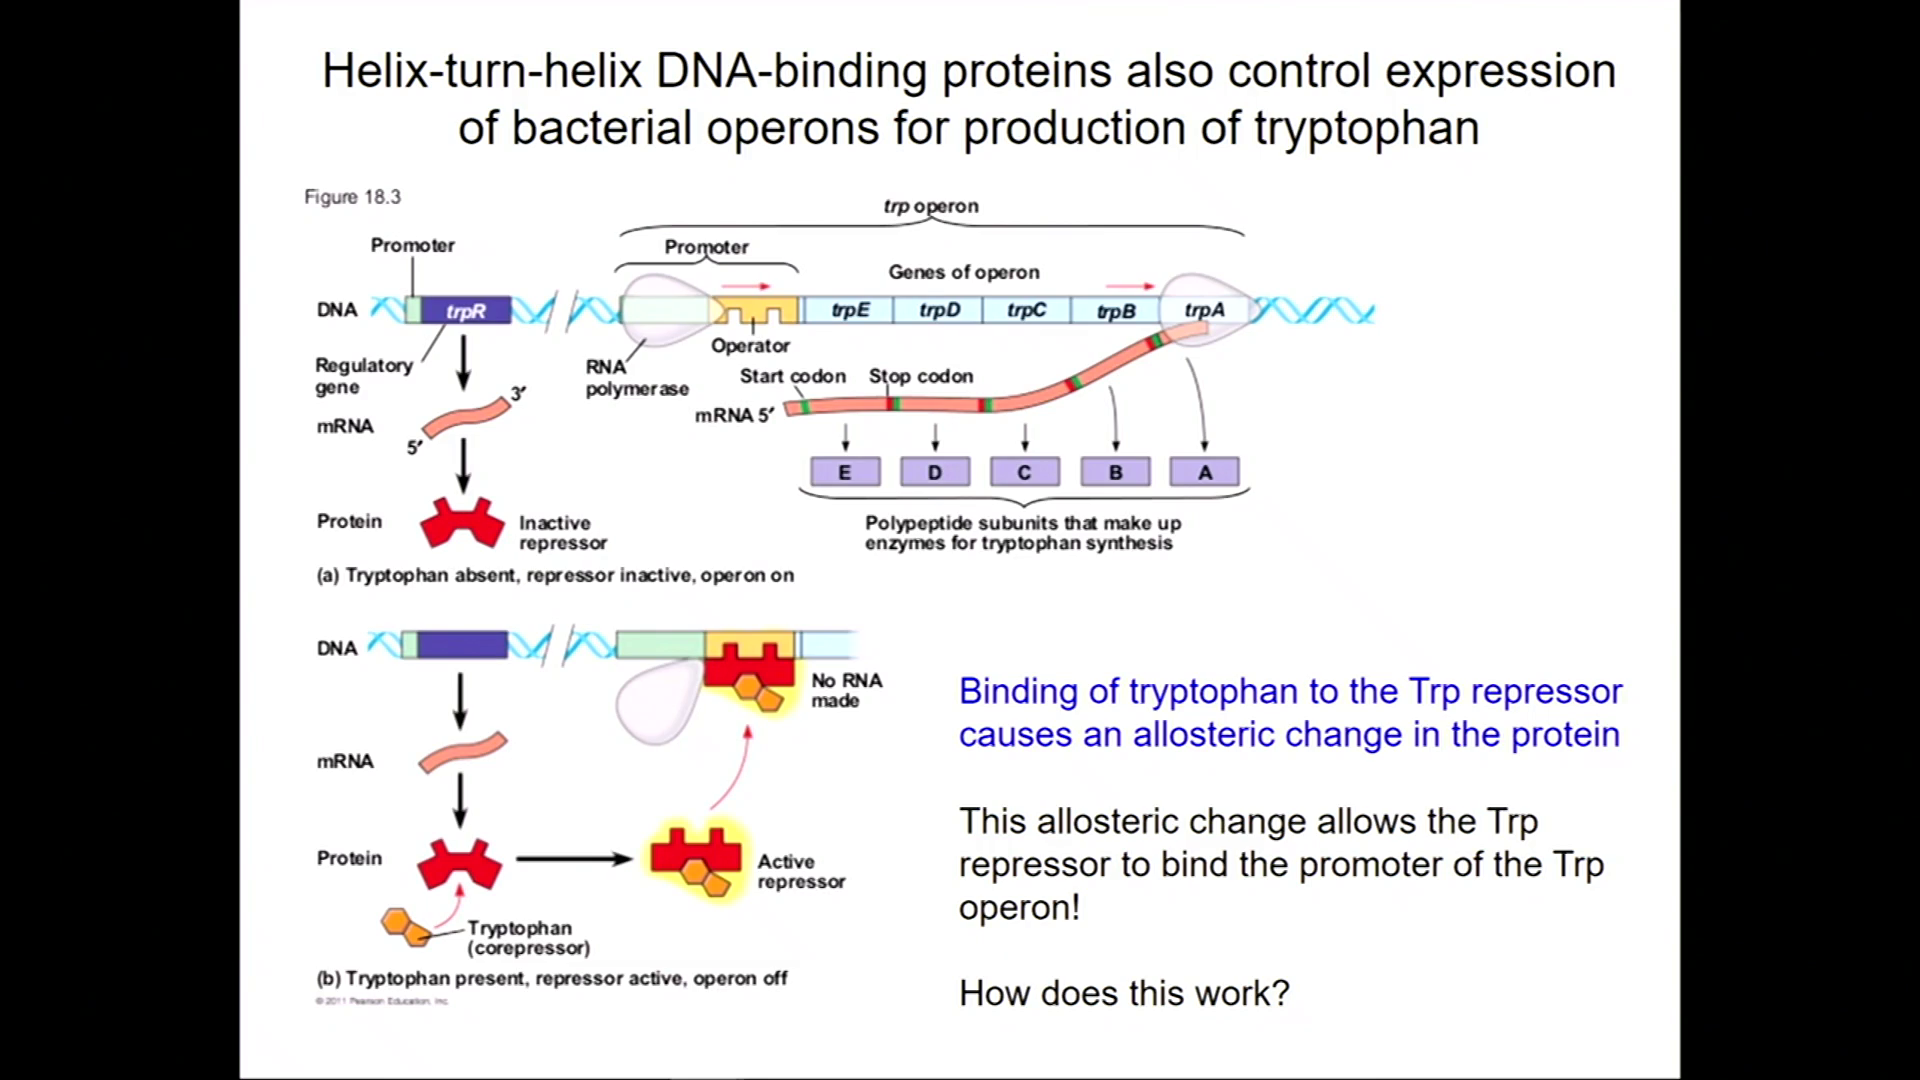 Helix-turn-helix DNA-binding proteins also control expression
of bacterial operons for production of tryptophan
Figure 18.3
trp operon
Promoter
Promoter
Genes of operon
DNA
trpR
trpE
trpD
trpC
trpB
trpA
Operator
Regulatory
gene
RNA
polymerase
Start codon
Stop codon
3′
mRNA
5′
mRNA 5′
E
D
C
B
A
Protein
Inactive
repressor
Polypeptide subunits that make up
enzymes for tryptophan synthesis
(a) Tryptophan absent, repressor inactive, operon on
DNA
No RNA
made
mRNA
Protein
Active
repressor
Tryptophan
(corepressor)
(b) Tryptophan present, repressor active, operon off
© 2011 Pearson Education, Inc.
Binding of tryptophan to the Trp repressor
causes an allosteric change in the protein
This allosteric change allows the Trp
repressor to bind the promoter of the Trp
operon!
How does this work?